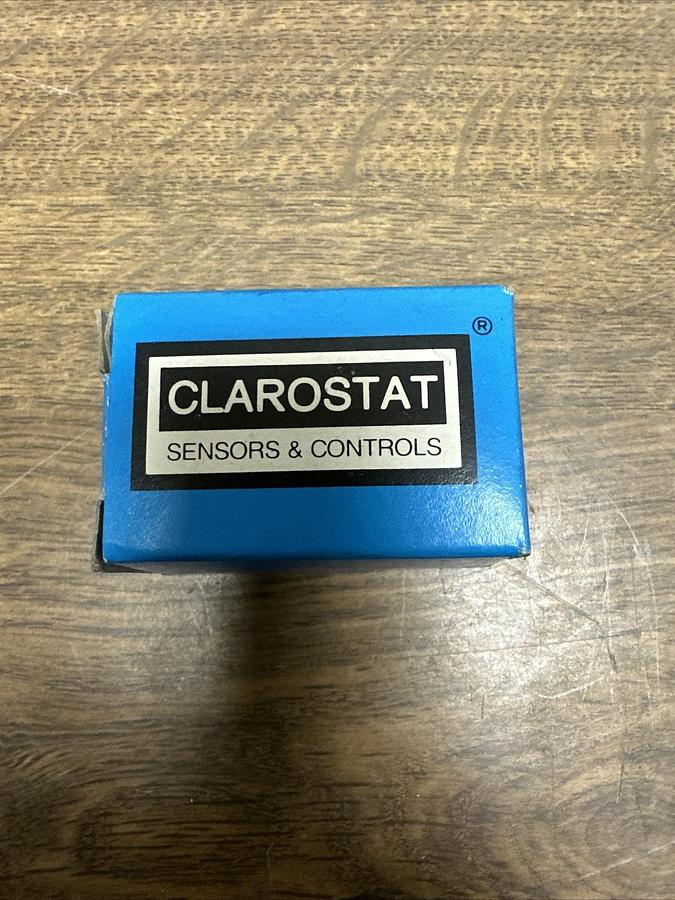 ®
CLAROSTAT
SENSORS & CONTROLS